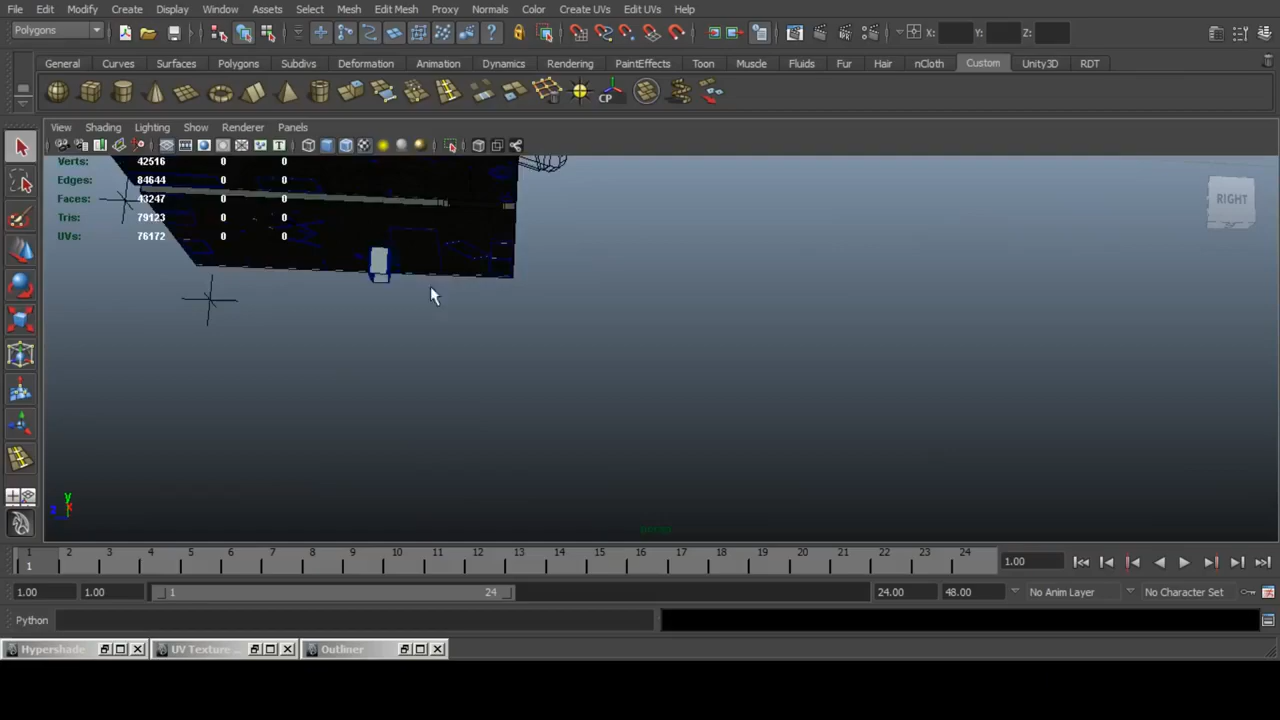 File Edit Modify Create Display Window Assets Select Mesh Edit Mesh Proxy Normals Color Create UVs Edit UVs Help
Polygons X: Y: Z:
General Curves Surfaces Polygons Subdivs Deformation Animation Dynamics Rendering PaintEffects Toon Muscle Fluids Fur Hair nCloth Custom Unity3D RDT
CP
View Shading Lighting Show Renderer Panels
Verts: 42516 0 0
Edges: 84644 0 0
Faces: 43247 0 0
Tris: 79123 0 0
UVs: 76172 0 0
RIGHT
y
z x
1 2 3 4 5 6 7 8 9 10 11 12 13 14 15 16 17 18 19 20 21 22 23 24
1 1.00
1.00 1.00 1 24 24.00 48.00 No Anim Layer No Character Set
Python
Hypershade UV Texture ... Outliner